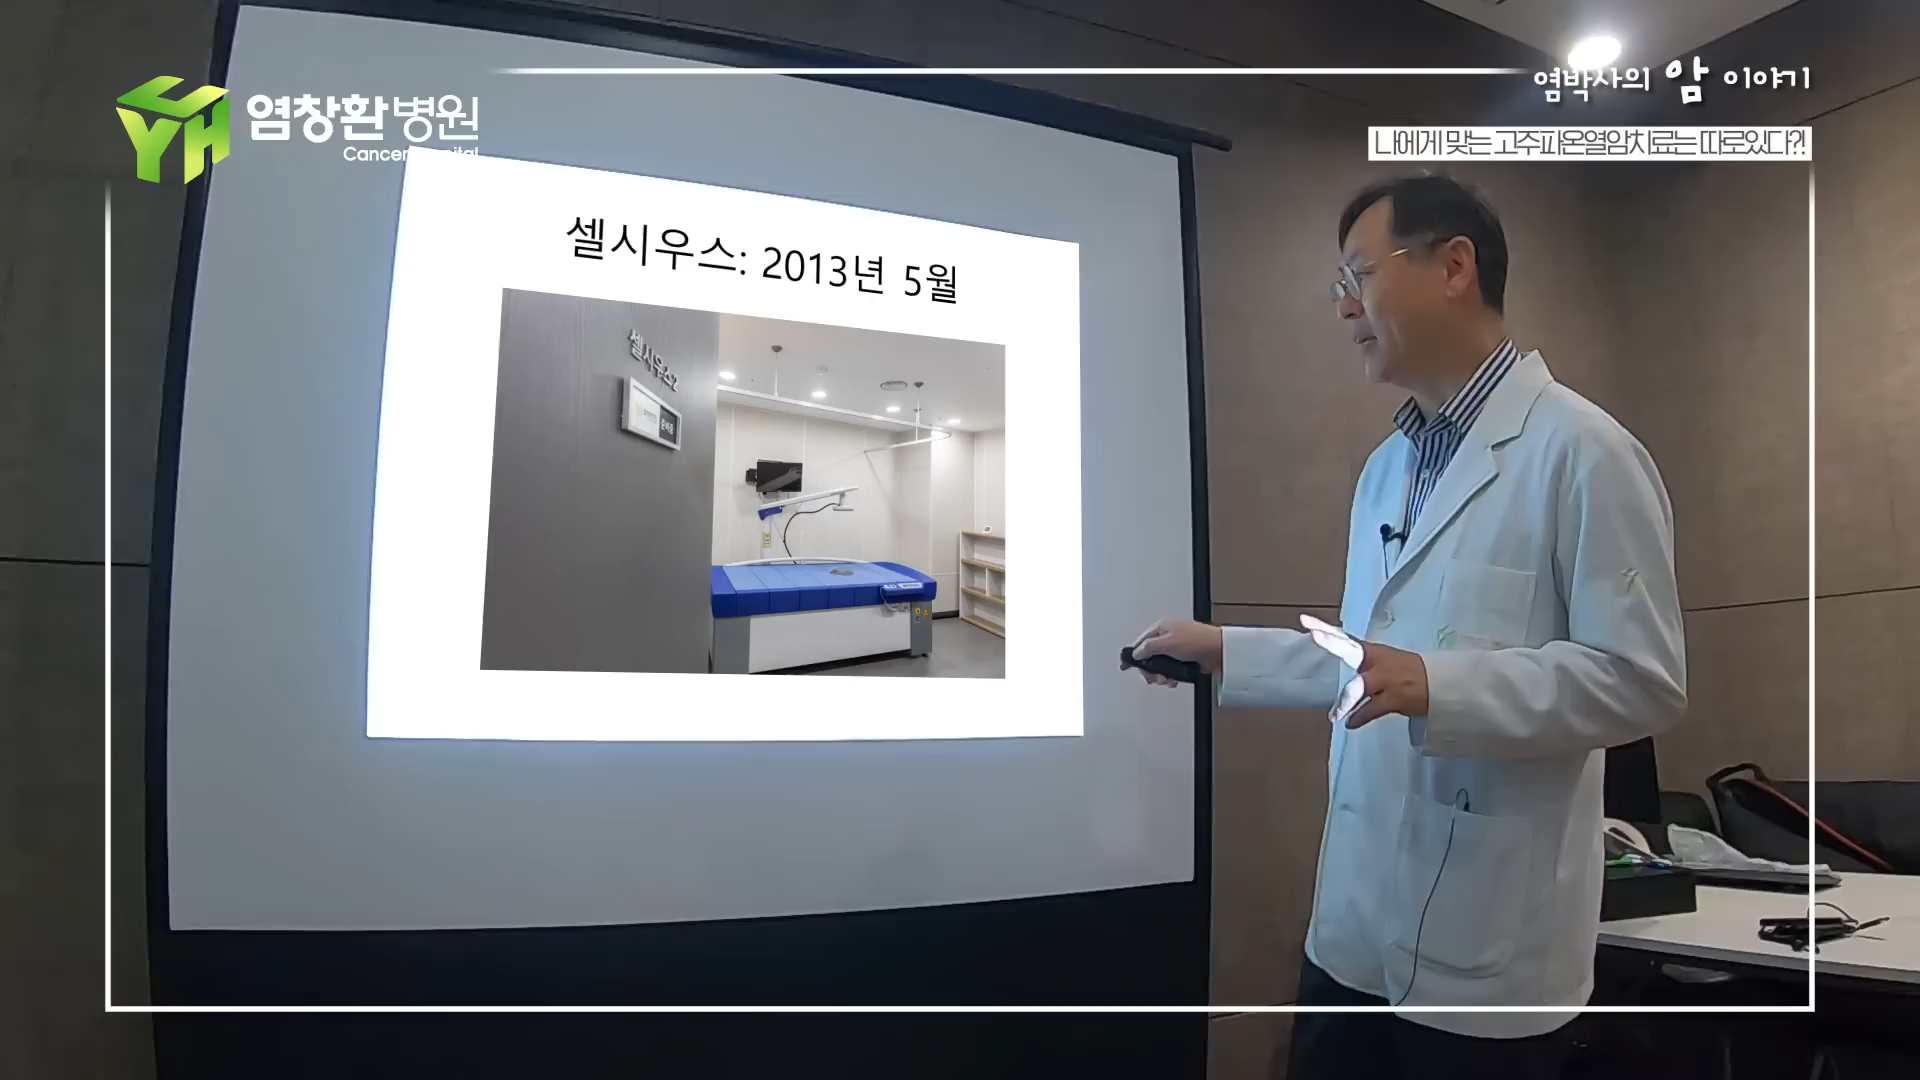 염창환병원
염박사의 암 이야기
나에게 맞는 고주파온열암치료는 따로있다?!
셀시우스: 2013년 5월
셀시우스2